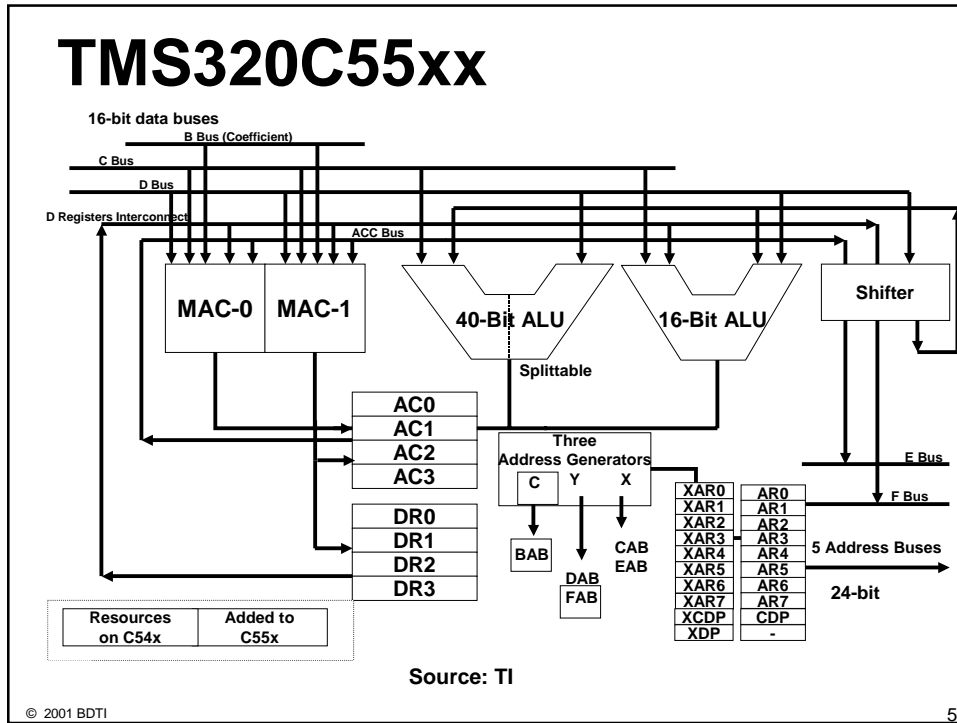 TMS320C55xx
16-bit data buses
B Bus (Coefficient)
C Bus
D Bus
D Registers Interconnect
ACC Bus
MAC-0
MAC-1
40-Bit ALU
16-Bit ALU
Shifter
Splittable
AC0
AC1
AC2
AC3
Three
Address Generators
C Y X
BAB
DAB
FAB
CAB
EAB
DR0
DR1
DR2
DR3
XAR0
XAR1
XAR2
XAR3
XAR4
XAR5
XAR6
XAR7
XCDP
XDP
AR0
AR1
AR2
AR3
AR4
AR5
AR6
AR7
CDP
-
E Bus
F Bus
5 Address Buses
24-bit
Resources
on C54x
Added to
C55x
Source: TI
© 2001 BDTI
5